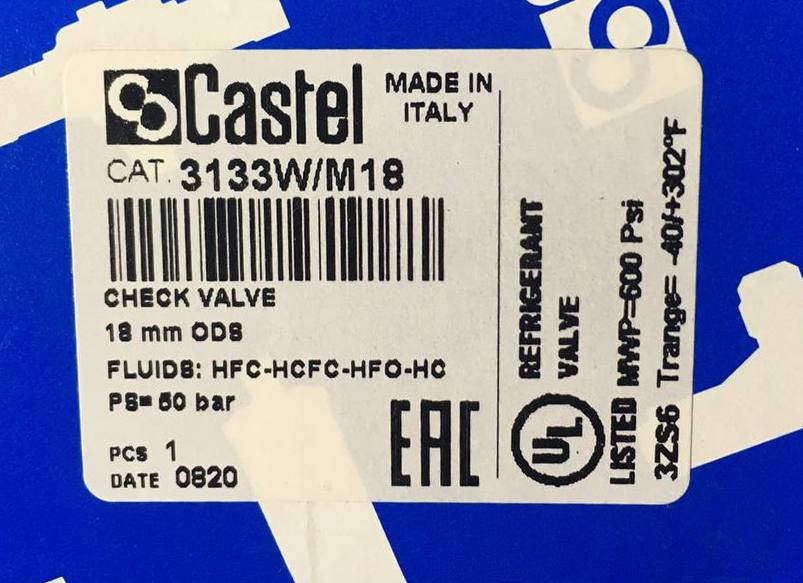 Castel
MADE IN
ITALY
CAT. 3133W/M18
CHECK VALVE
18 mm ODS
FLUIDS: HFC-HCFC-HFO-HC
PS= 50 bar
PCS 1
DATE 0820
EAC
REFRIGERANT
VALVE
UL
LISTED MWP=600 Psi
3ZS6 Trange= -40/+302°F